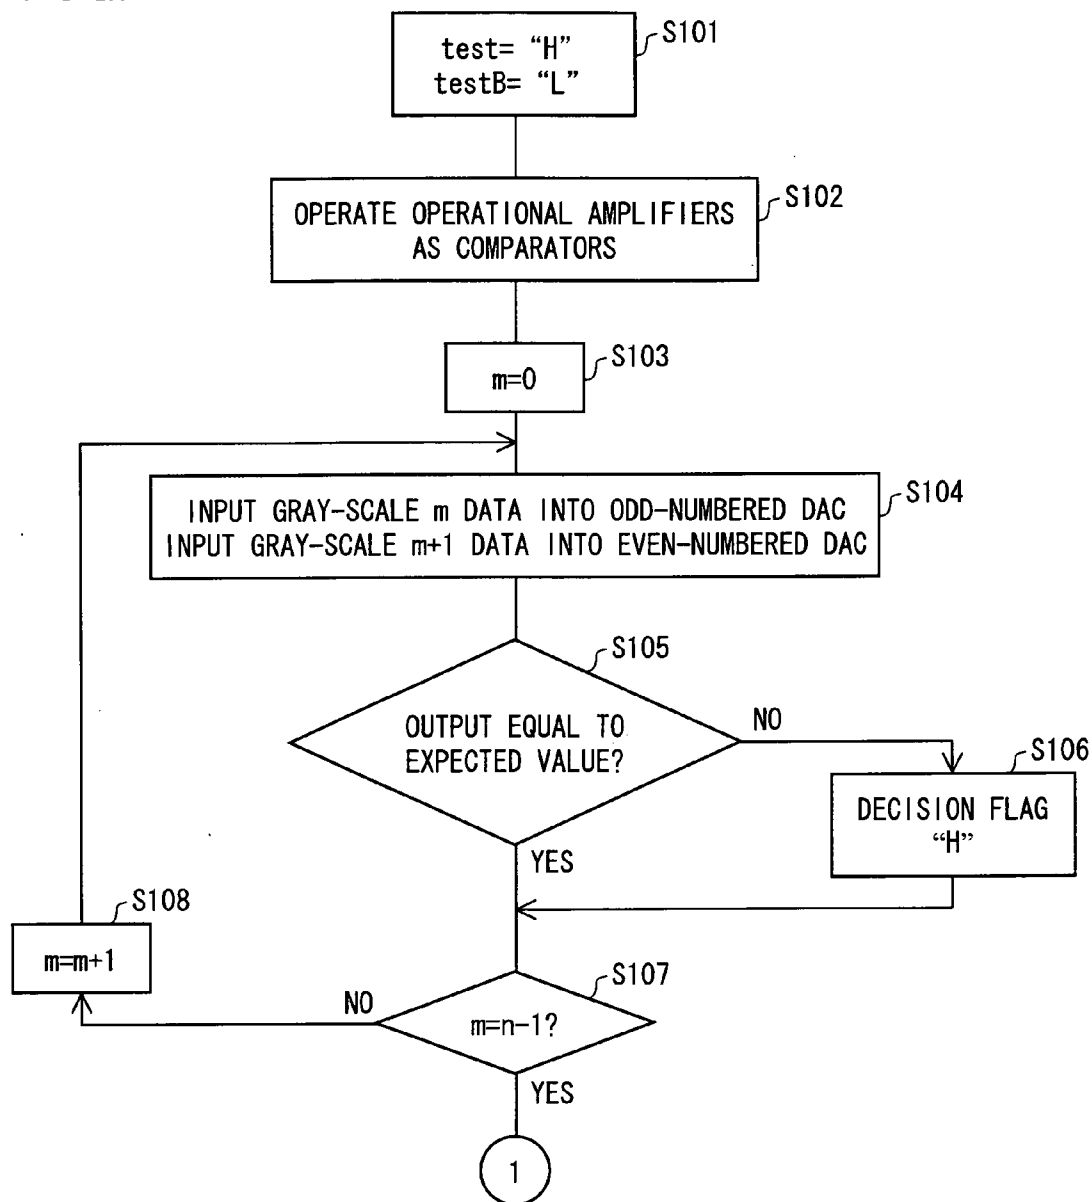 test= “H”
testB= “L”
S101
OPERATE OPERATIONAL AMPLIFIERS
AS COMPARATORS
S102
m=0
S103
INPUT GRAY-SCALE m DATA INTO ODD-NUMBERED DAC
INPUT GRAY-SCALE m+1 DATA INTO EVEN-NUMBERED DAC
S104
OUTPUT EQUAL TO
EXPECTED VALUE?
S105
NO
DECISION FLAG
“H”
S106
YES
m=m+1
S108
m=n-1?
S107
NO
YES
1